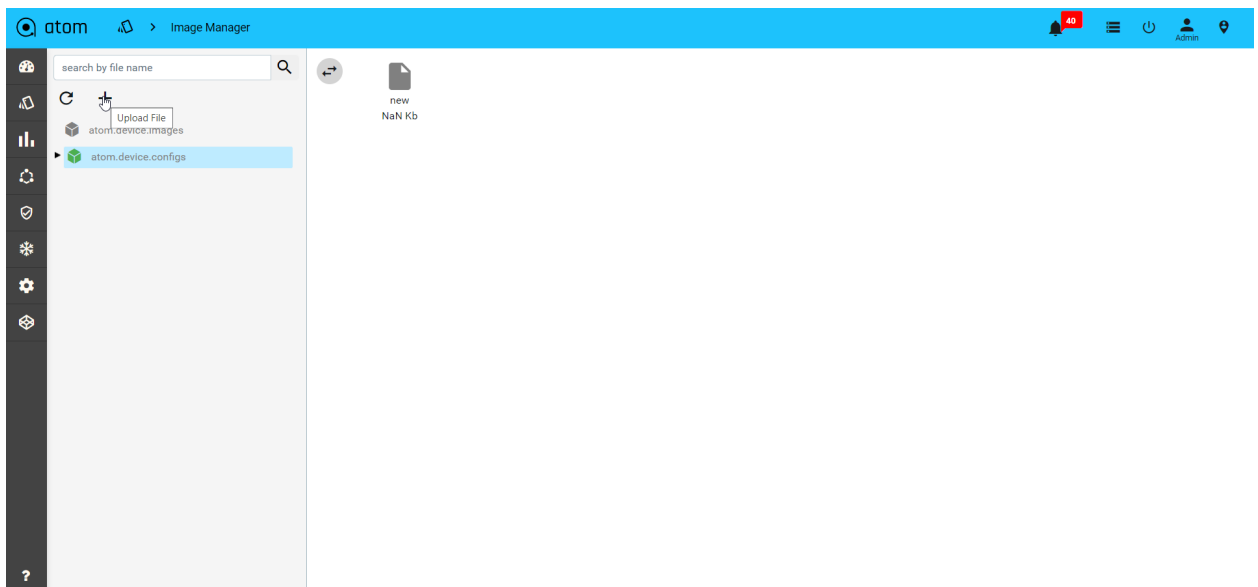 atom > Image Manager
40
Admin
search by file name
Upload File
atom.device.images
atom.device.configs
new
NaN Kb
?